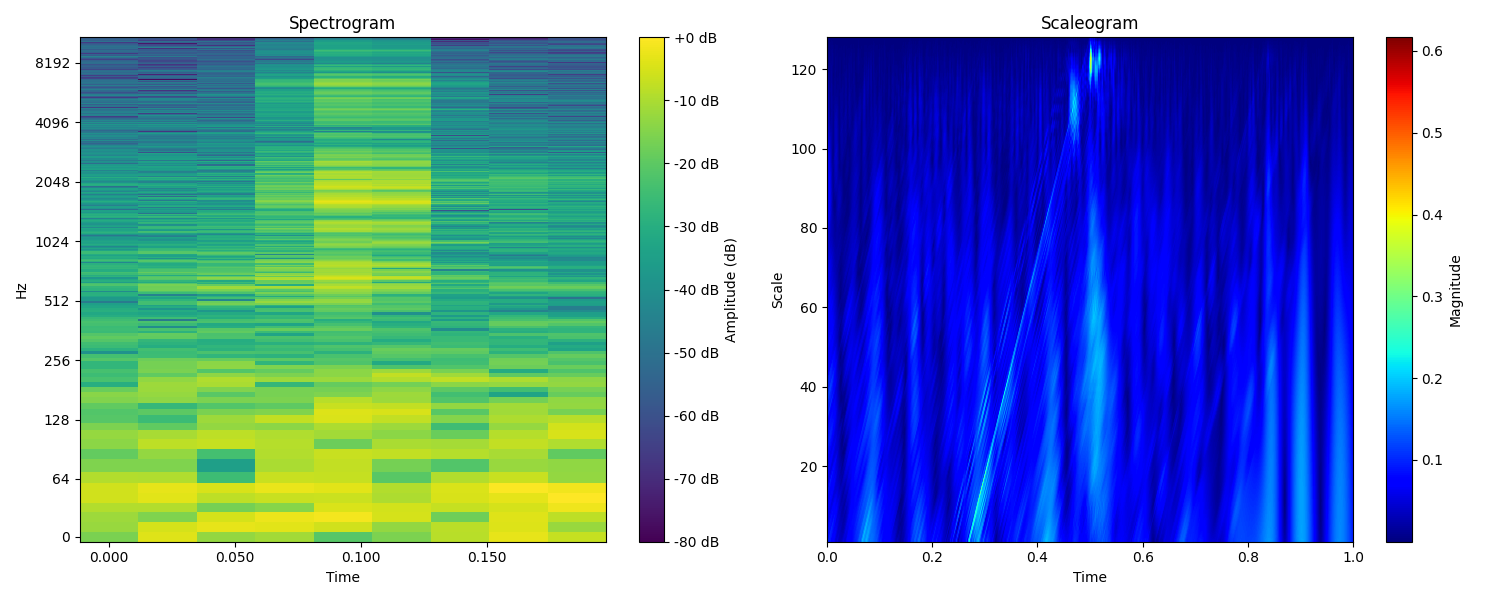 Spectrogram
Hz
8192
4096
2048
1024
512
256
128
64
0
0.000 0.050 0.100 0.150
Time
+0 dB
-10 dB
-20 dB
-30 dB
-40 dB
-50 dB
-60 dB
-70 dB
-80 dB
Amplitude (dB)
Scaleogram
Scale
120
100
80
60
40
20
0.0 0.2 0.4 0.6 0.8 1.0
Time
0.6
0.5
0.4
0.3
0.2
0.1
Magnitude